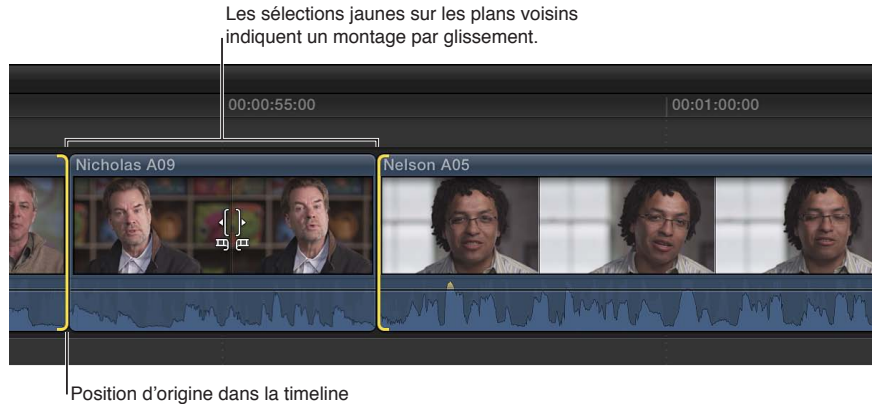 Les sélections jaunes sur les plans voisins
indiquent un montage par glissement.
00:00:55:00
00:01:00:00
Nicholas A09
Nelson A05
Position d’origine dans la timeline